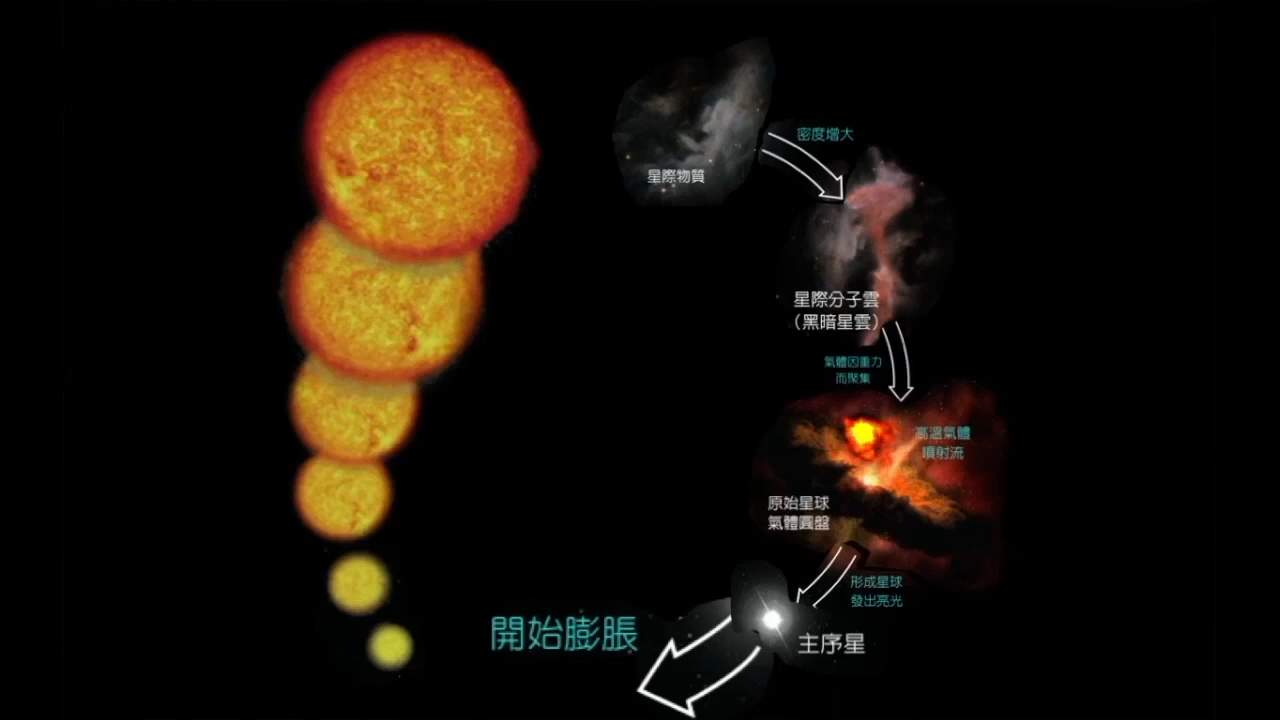 密度增大
星際物質
星際分子雲
（黑暗星雲）
氣體因重力
而聚集
高溫氣體
噴射流
原始星球
氣體圓盤
形成星球
發出亮光
開始膨脹
主序星